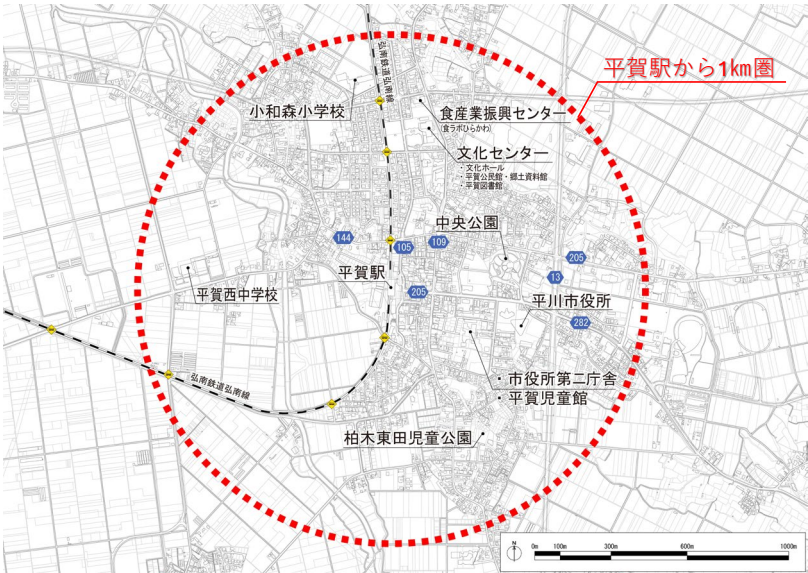 弘南鉄道弘南線
平賀駅から1km圏
小和森小学校
食産業振興センター
(食ラボひらかわ)
文化センター
・文化ホール
・平賀公民館・郷土資料館
・平賀図書館
中央公園
144
105
109
205
13
平賀駅
平賀西中学校
205
平川市役所
282
弘南鉄道弘南線
・市役所第二庁舎
・平賀児童館
柏木東田児童公園
N
0m 100m 300m 600m 1000m